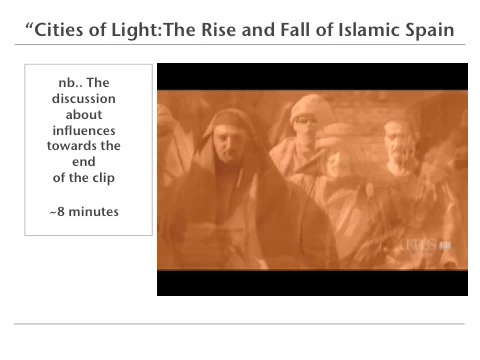 “Cities of Light:The Rise and Fall of Islamic Spain
nb.. The
discussion
about
influences
towards the
end
of the clip
~8 minutes